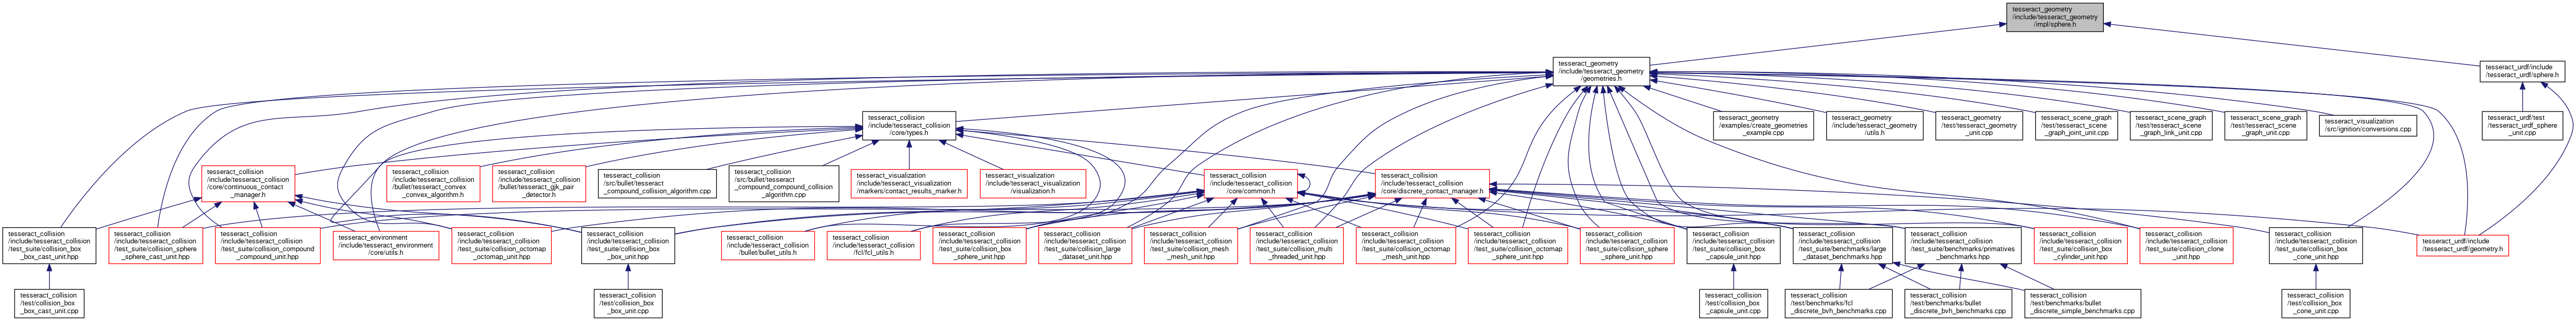 tesseract_geometry
/include/tesseract_geometry
/impl/sphere.h
tesseract_geometry
/include/tesseract_geometry
/geometries.h
tesseract_urdf/include
/tesseract_urdf/sphere.h
tesseract_collision
/include/tesseract_collision
/core/types.h
tesseract_geometry
/examples/create_geometries
_example.cpp
tesseract_geometry
/include/tesseract_geometry
/utils.h
tesseract_geometry
/test/tesseract_geometry
_unit.cpp
tesseract_scene_graph
/test/tesseract_scene
_graph_joint_unit.cpp
tesseract_scene_graph
/test/tesseract_scene
_graph_link_unit.cpp
tesseract_scene_graph
/test/tesseract_scene
_graph_unit.cpp
tesseract_visualization
/src/ignition/conversions.cpp
tesseract_urdf/test
/tesseract_urdf_sphere
_unit.cpp
tesseract_collision
/include/tesseract_collision
/core/continuous_contact
_manager.h
tesseract_collision
/include/tesseract_collision
/bullet/tesseract_convex
_convex_algorithm.h
tesseract_collision
/include/tesseract_collision
/bullet/tesseract_gjk_pair
_detector.h
tesseract_collision
/src/bullet/tesseract
_compound_collision_algorithm.cpp
tesseract_collision
/src/bullet/tesseract
_compound_compound_collision
_algorithm.cpp
tesseract_visualization
/include/tesseract_visualization
/markers/contact_results_marker.h
tesseract_visualization
/include/tesseract_visualization
/visualization.h
tesseract_collision
/include/tesseract_collision
/core/common.h
tesseract_collision
/include/tesseract_collision
/core/discrete_contact_manager.h
tesseract_collision
/include/tesseract_collision
/test_suite/collision_box
_box_cast_unit.hpp
tesseract_collision
/include/tesseract_collision
/test_suite/collision_sphere
_sphere_cast_unit.hpp
tesseract_collision
/include/tesseract_collision
/test_suite/collision_compound
_compound_unit.hpp
tesseract_environment
/include/tesseract_environment
/core/utils.h
tesseract_collision
/include/tesseract_collision
/test_suite/collision_octomap
_octomap_unit.hpp
tesseract_collision
/include/tesseract_collision
/test_suite/collision_box
_box_unit.hpp
tesseract_collision
/include/tesseract_collision
/bullet/bullet_utils.h
tesseract_collision
/include/tesseract_collision
/fcl/fcl_utils.h
tesseract_collision
/include/tesseract_collision
/test_suite/collision_box
_sphere_unit.hpp
tesseract_collision
/include/tesseract_collision
/test_suite/collision_large
_dataset_unit.hpp
tesseract_collision
/include/tesseract_collision
/test_suite/collision_mesh
_mesh_unit.hpp
tesseract_collision
/include/tesseract_collision
/test_suite/collision_multi
_threaded_unit.hpp
tesseract_collision
/include/tesseract_collision
/test_suite/collision_octomap
_mesh_unit.hpp
tesseract_collision
/include/tesseract_collision
/test_suite/collision_octomap
_sphere_unit.hpp
tesseract_collision
/include/tesseract_collision
/test_suite/collision_sphere
_sphere_unit.hpp
tesseract_collision
/include/tesseract_collision
/test_suite/collision_box
_capsule_unit.hpp
tesseract_collision
/include/tesseract_collision
/test_suite/benchmarks/large
_dataset_benchmarks.hpp
tesseract_collision
/include/tesseract_collision
/test_suite/benchmarks/primatives
_benchmarks.hpp
tesseract_collision
/include/tesseract_collision
/test_suite/collision_box
_cylinder_unit.hpp
tesseract_collision
/include/tesseract_collision
/test_suite/collision_clone
_unit.hpp
tesseract_collision
/include/tesseract_collision
/test_suite/collision_box
_cone_unit.hpp
tesseract_urdf/include
/tesseract_urdf/geometry.h
tesseract_collision
/test/collision_box
_box_cast_unit.cpp
tesseract_collision
/test/collision_box
_box_unit.cpp
tesseract_collision
/test/collision_box
_capsule_unit.cpp
tesseract_collision
/test/benchmarks/fcl
_discrete_bvh_benchmarks.cpp
tesseract_collision
/test/benchmarks/bullet
_discrete_bvh_benchmarks.cpp
tesseract_collision
/test/benchmarks/bullet
_discrete_simple_benchmarks.cpp
tesseract_collision
/test/collision_box
_cone_unit.cpp